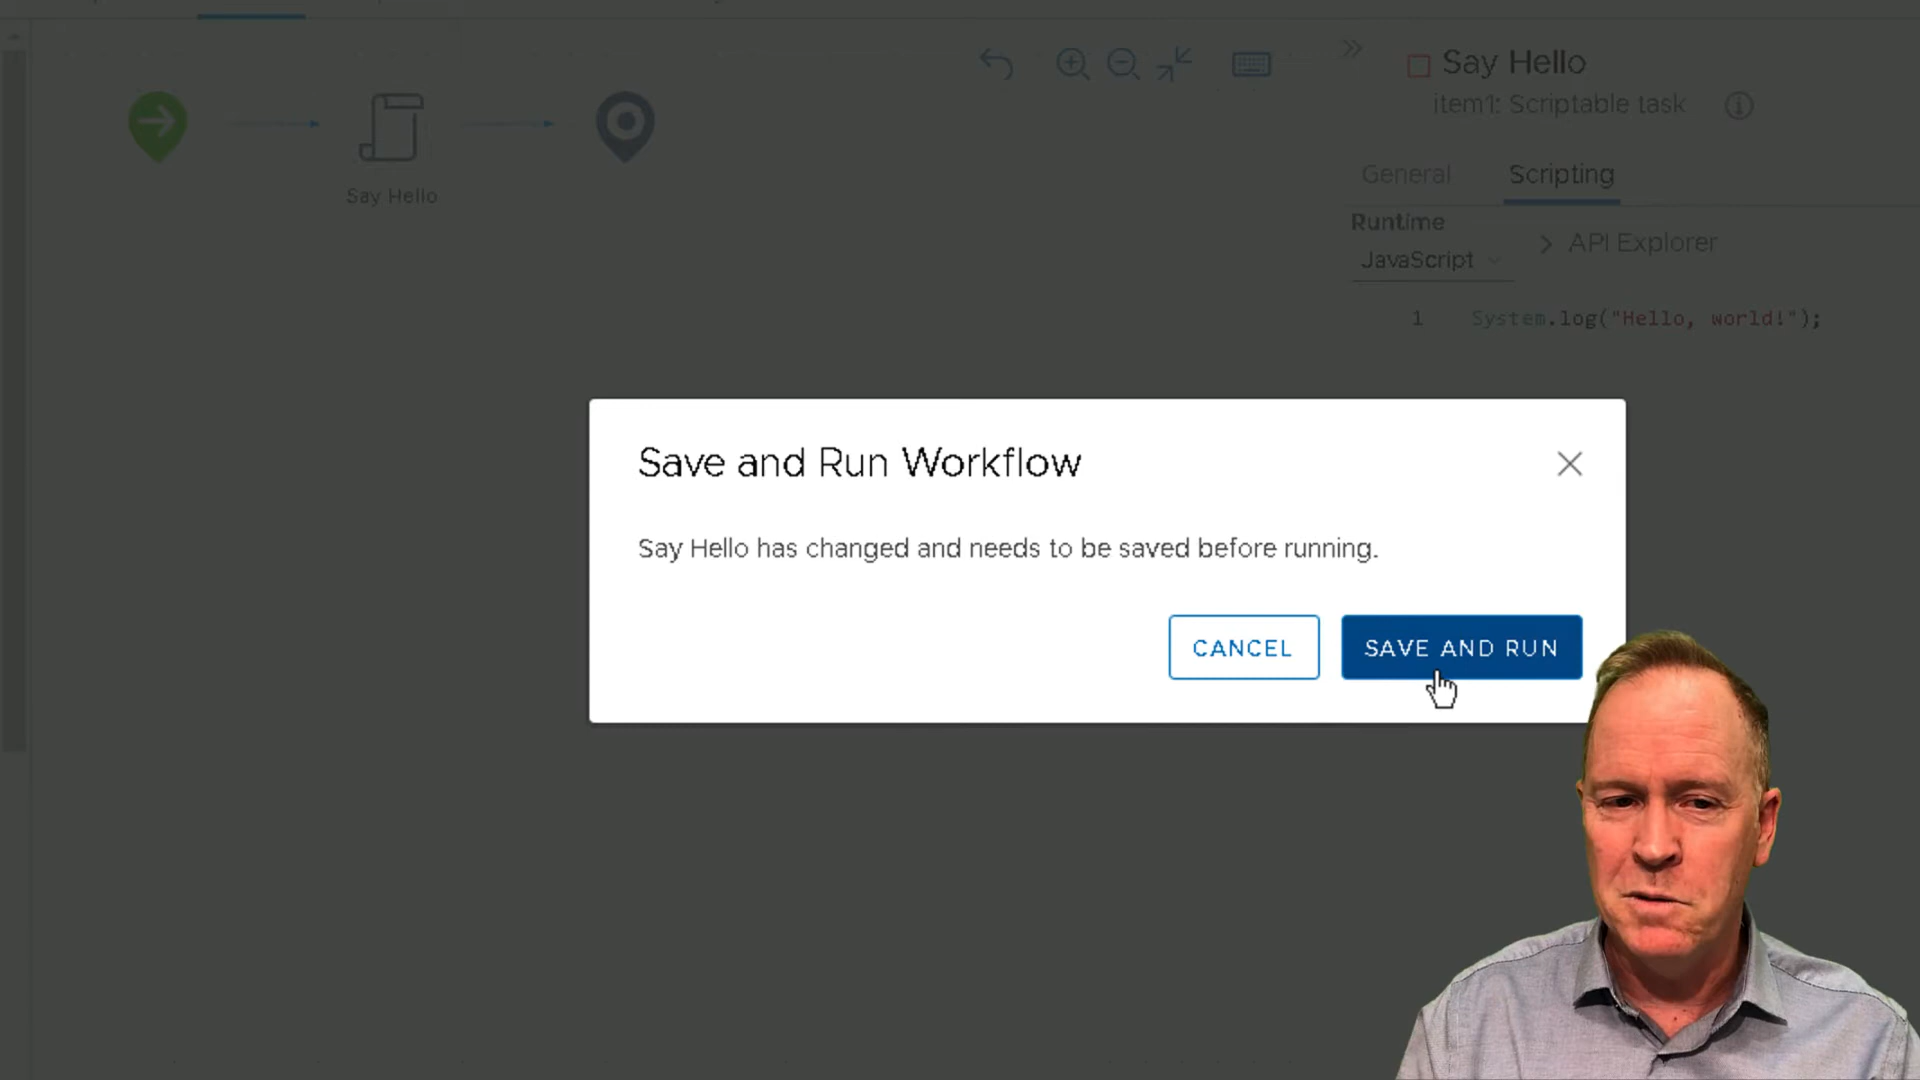 Say Hello
item1: Scriptable task
General
Scripting
Say Hello
Runtime
API Explorer
JavaScript
1 System.log("Hello, world!");
Save and Run Workflow
Say Hello has changed and needs to be saved before running.
CANCEL
SAVE AND RUN